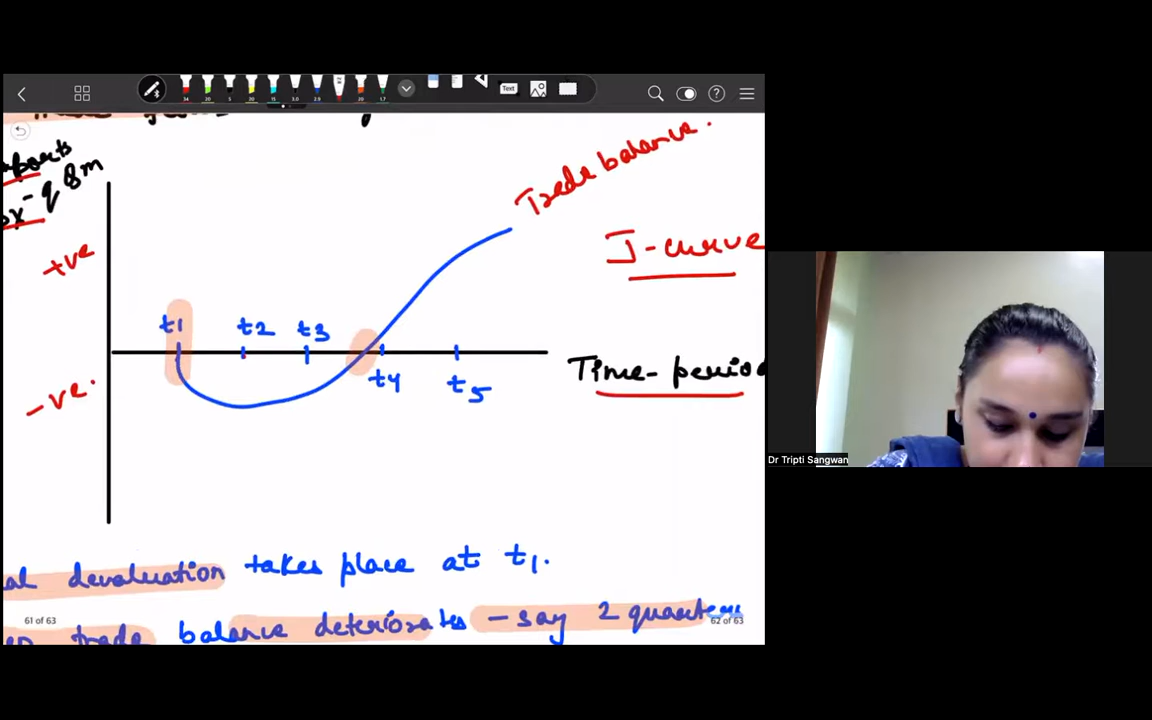 Text
Trade balance.
+ve
J-curve
t1 t2 t3
t4 t5
Time-period
-ve.
Dr Tripti Sangwan
devaluation takes place at t1.
trade balance deteriorates - say 2 quarters
61 of 63
62 of 63